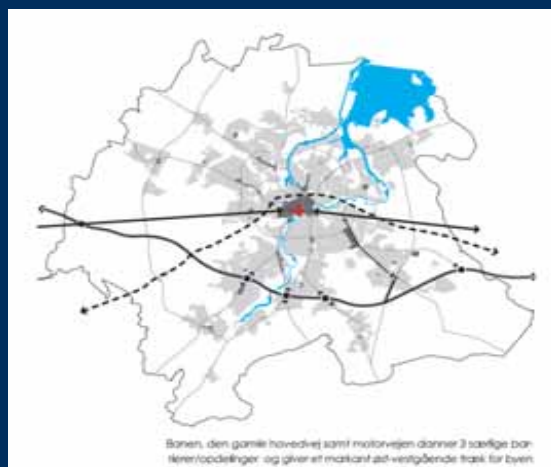 Banen, den gamle hovedvej samt motorvejen danner 3 særlige bar-
rierer/opdelinger og giver et markant øst-vestgående træk for byen.